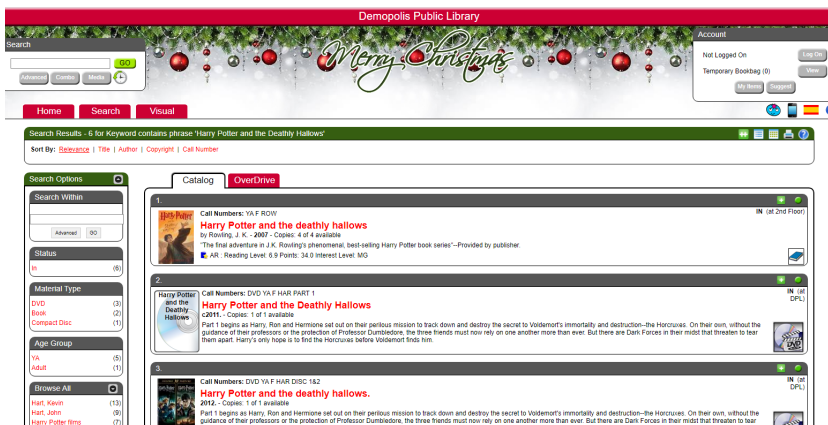 Demopolis Public Library
Search
GO
Advanced Combo Media
Merry Christmas
Account
Not Logged On
Log On
Temporary Bookbag (0)
View
My Items Suggest
Home Search Visual
Search Results - 6 for Keyword contains phrase 'Harry Potter and the Deathly Hallows'
Sort By: Relevance | Title | Author | Copyright | Call Number
Search Options
Search Within
Advanced GO
Status
In (6)
Material Type
DVD (3)
Book (2)
Compact Disc (1)
Age Group
YA (5)
Adult (1)
Browse All
Hart, Kevin (13)
Hart, John (9)
Harry Potter films (7)
Catalog OverDrive
1.
Harry Potter
Call Numbers: YA F ROW
IN (at 2nd Floor)
Harry Potter and the deathly hallows
by Rowling, J. K. - 2007 - Copies: 4 of 4 available
"The final adventure in J.K. Rowling's phenomenal, best-selling Harry Potter book series"--Provided by publisher.
AR : Reading Level: 6.9 Points: 34.0 Interest Level: MG
2.
Harry Potter
and the
Deathly
Hallows
Call Numbers: DVD YA F HAR PART 1
IN (at
DPL)
Harry Potter and the Deathly Hallows
c2011. - Copies: 1 of 1 available
Part 1 begins as Harry, Ron and Hermione set out on their perilous mission to track down and destroy the secret to Voldemort's immortality and destruction--the Horcruxes. On their own, without the
guidance of their professors or the protection of Professor Dumbledore, the three friends must now rely on one another more than ever. But there are Dark Forces in their midst that threaten to tear
them apart. Harry's only hope is to find the Horcruxes before Voldemort finds him.
DVD
3.
Call Numbers: DVD YA F HAR DISC 1&2
IN (at
DPL)
Harry Potter and the deathly hallows.
2012. - Copies: 1 of 1 available
Part 1 begins as Harry, Ron and Hermione set out on their perilous mission to track down and destroy the secret to Voldemort's immortality and destruction--the Horcruxes. On their own, without the
guidance of their professors or the protection of Professor Dumbledore, the three friends must now rely on one another more than ever. But there are Dark Forces in their midst that threaten to tear